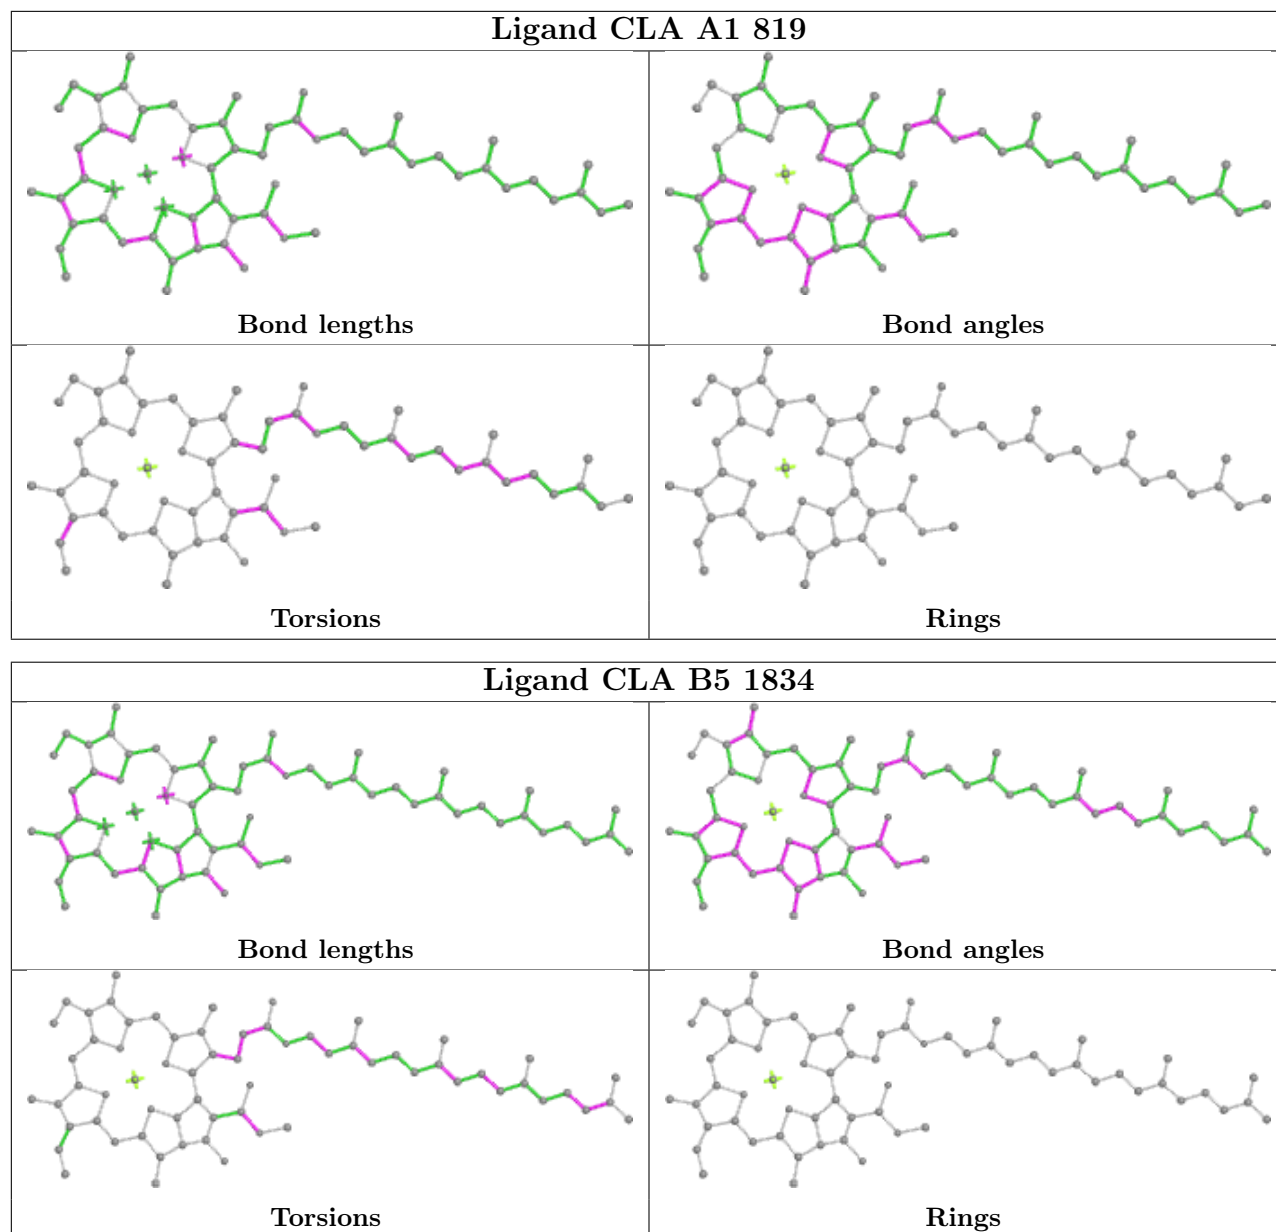 Ligand CLA A1 819
Bond lengths
Bond angles
Torsions
Rings
Ligand CLA B5 1834
Bond lengths
Bond angles
Torsions
Rings